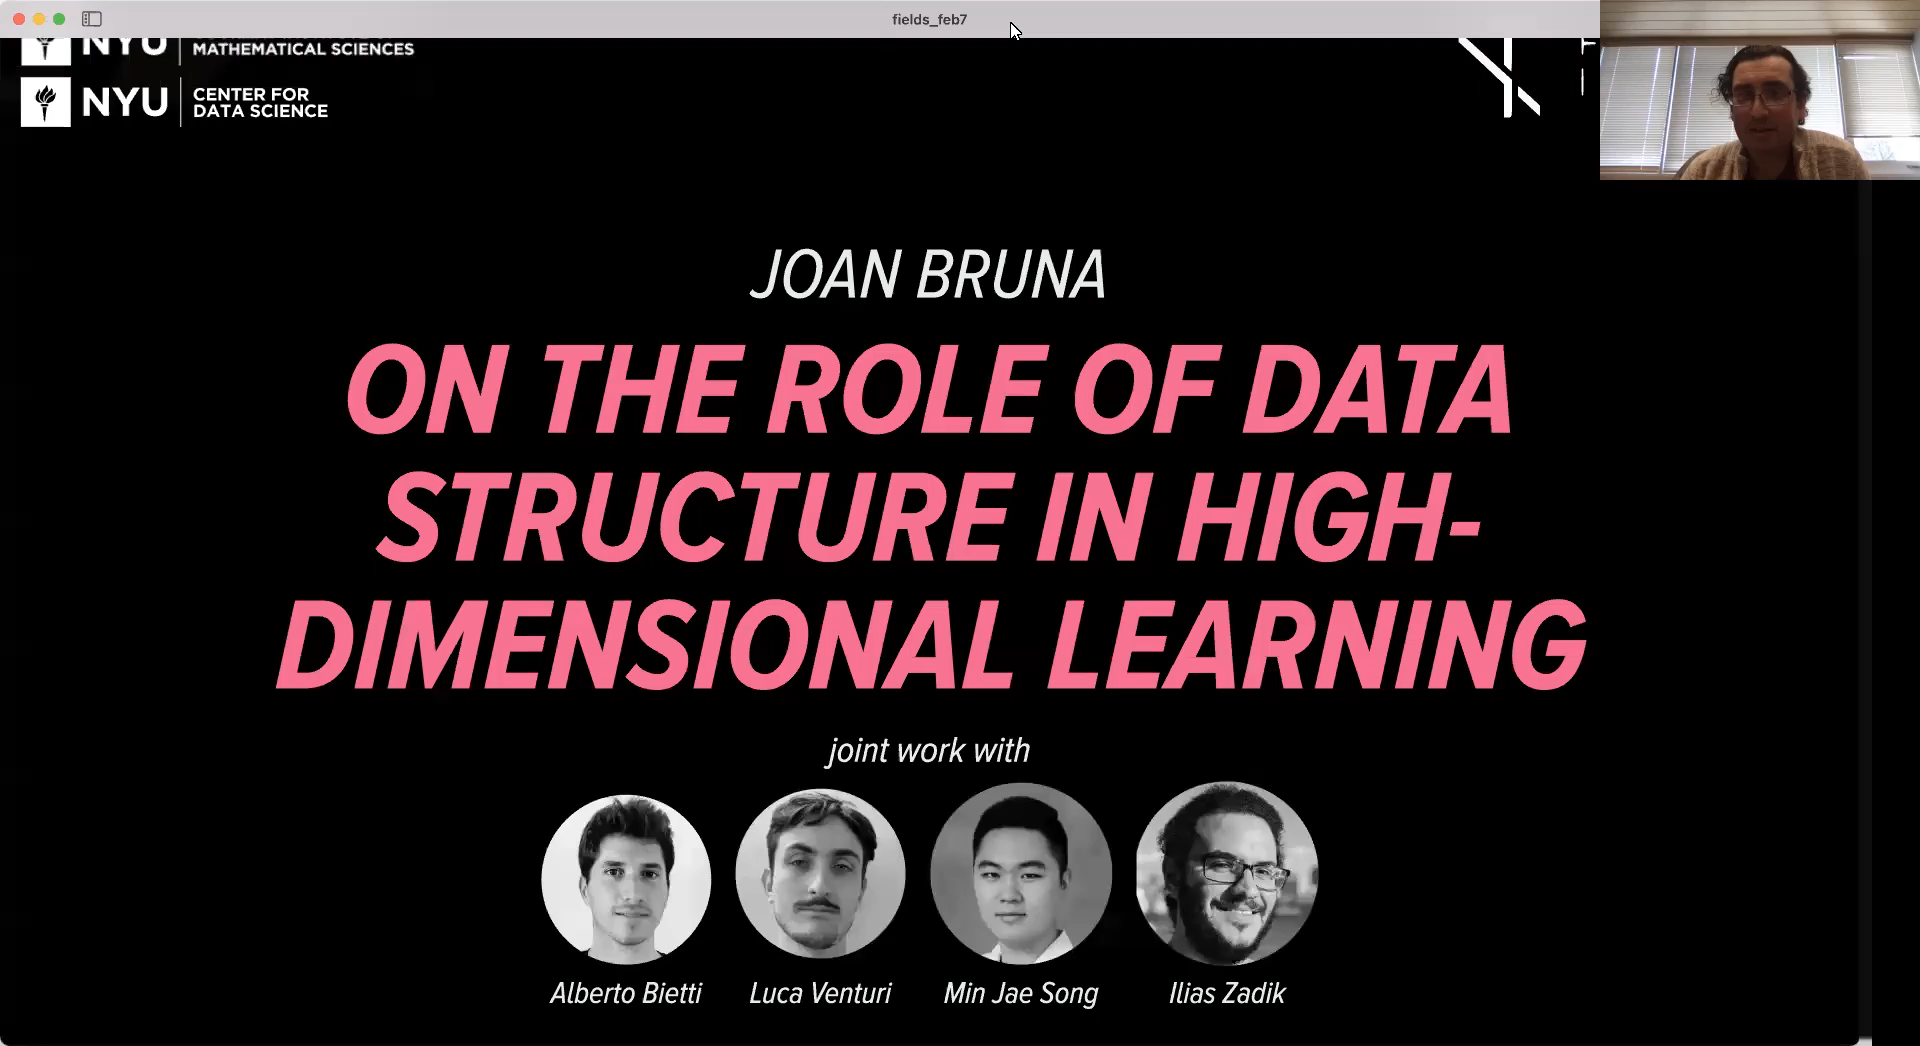 fields_feb7
NYU
MATHEMATICAL SCIENCES
NYU
CENTER FOR
DATA SCIENCE
JOAN BRUNA
ON THE ROLE OF DATA
STRUCTURE IN HIGH-
DIMENSIONAL LEARNING
joint work with
Alberto Bietti
Luca Venturi
Min Jae Song
Ilias Zadik